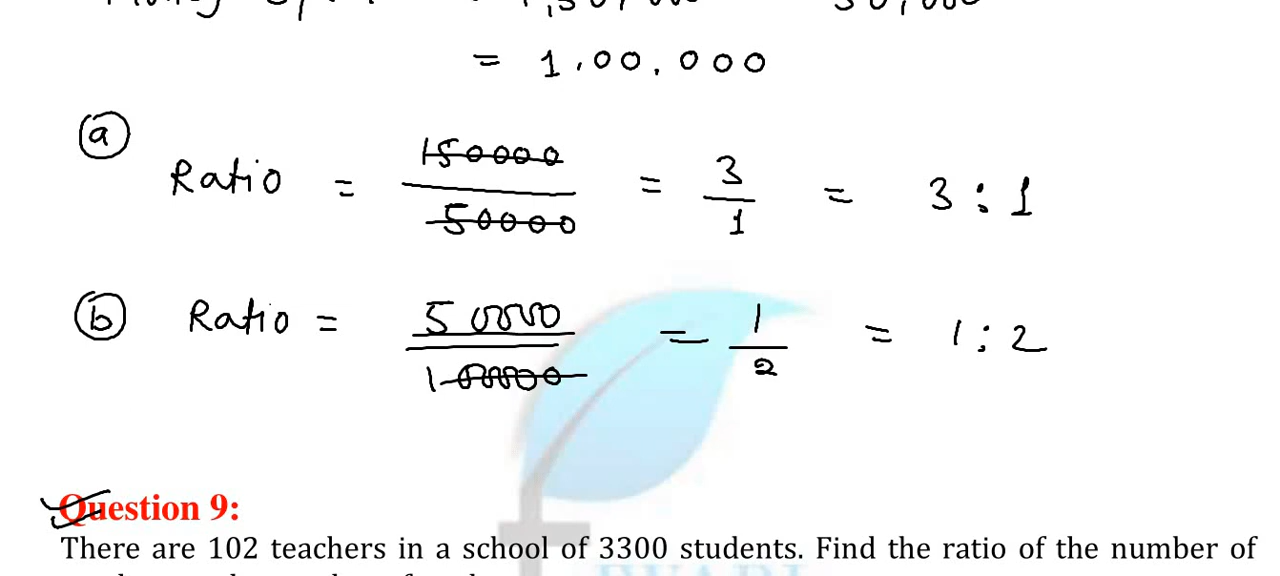 = 1,00,000
(a)
Ratio = 150000 / 50000 = 3 / 1 = 3 : 1
(b) Ratio = 50000 / 100000 = 1 / 2 = 1 : 2
Question 9:
There are 102 teachers in a school of 3300 students. Find the ratio of the number of